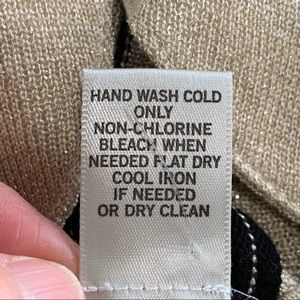 HAND WASH COLD
ONLY
NON-CHLORINE
BLEACH WHEN
NEEDED FLAT DRY
COOL IRON
IF NEEDED
OR DRY CLEAN